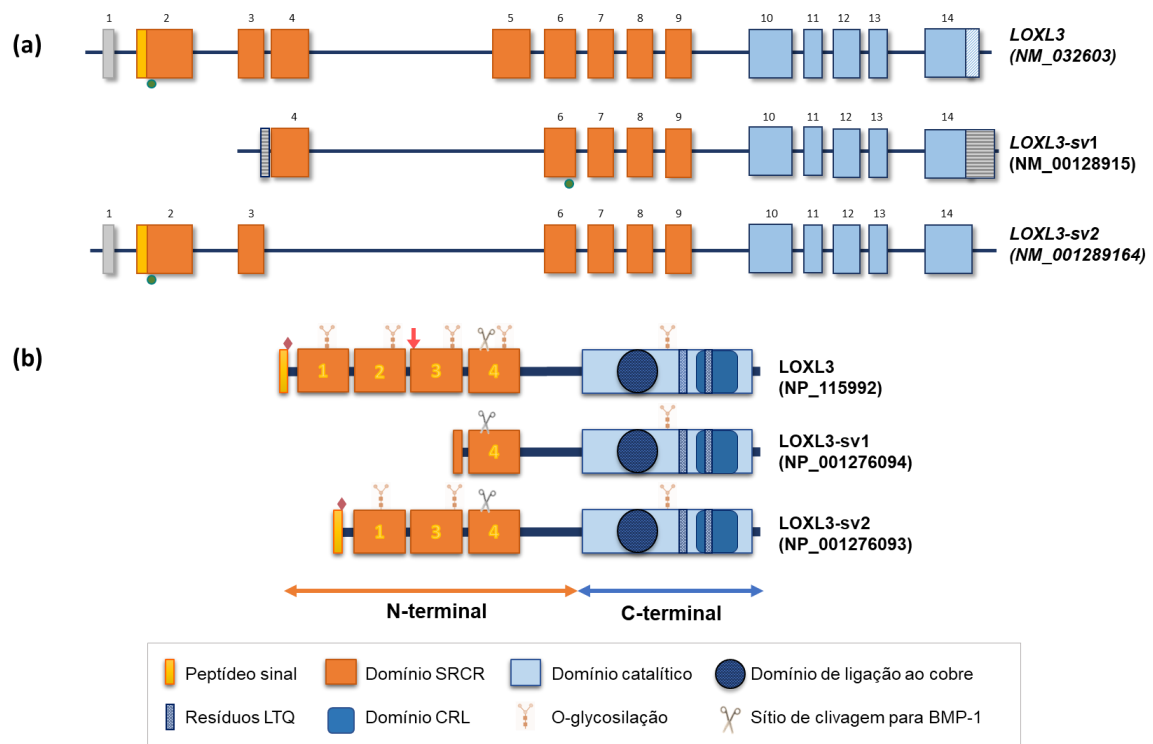 (a)
1 2 3 4 5 6 7 8 9 10 11 12 13 14
LOXL3
(NM_032603)
4 6 7 8 9 10 11 12 13 14
LOXL3-sv1
(NM_00128915)
1 2 3 6 7 8 9 10 11 12 13 14
LOXL3-sv2
(NM_001289164)
(b)
1 2 3 4
LOXL3
(NP_115992)
4
LOXL3-sv1
(NP_001276094)
1 3 4
LOXL3-sv2
(NP_001276093)
N-terminal C-terminal
Peptídeo sinal Domínio SRCR Domínio catalítico Domínio de ligação ao cobre
Resíduos LTQ Domínio CRL O-glycosilação Sítio de clivagem para BMP-1